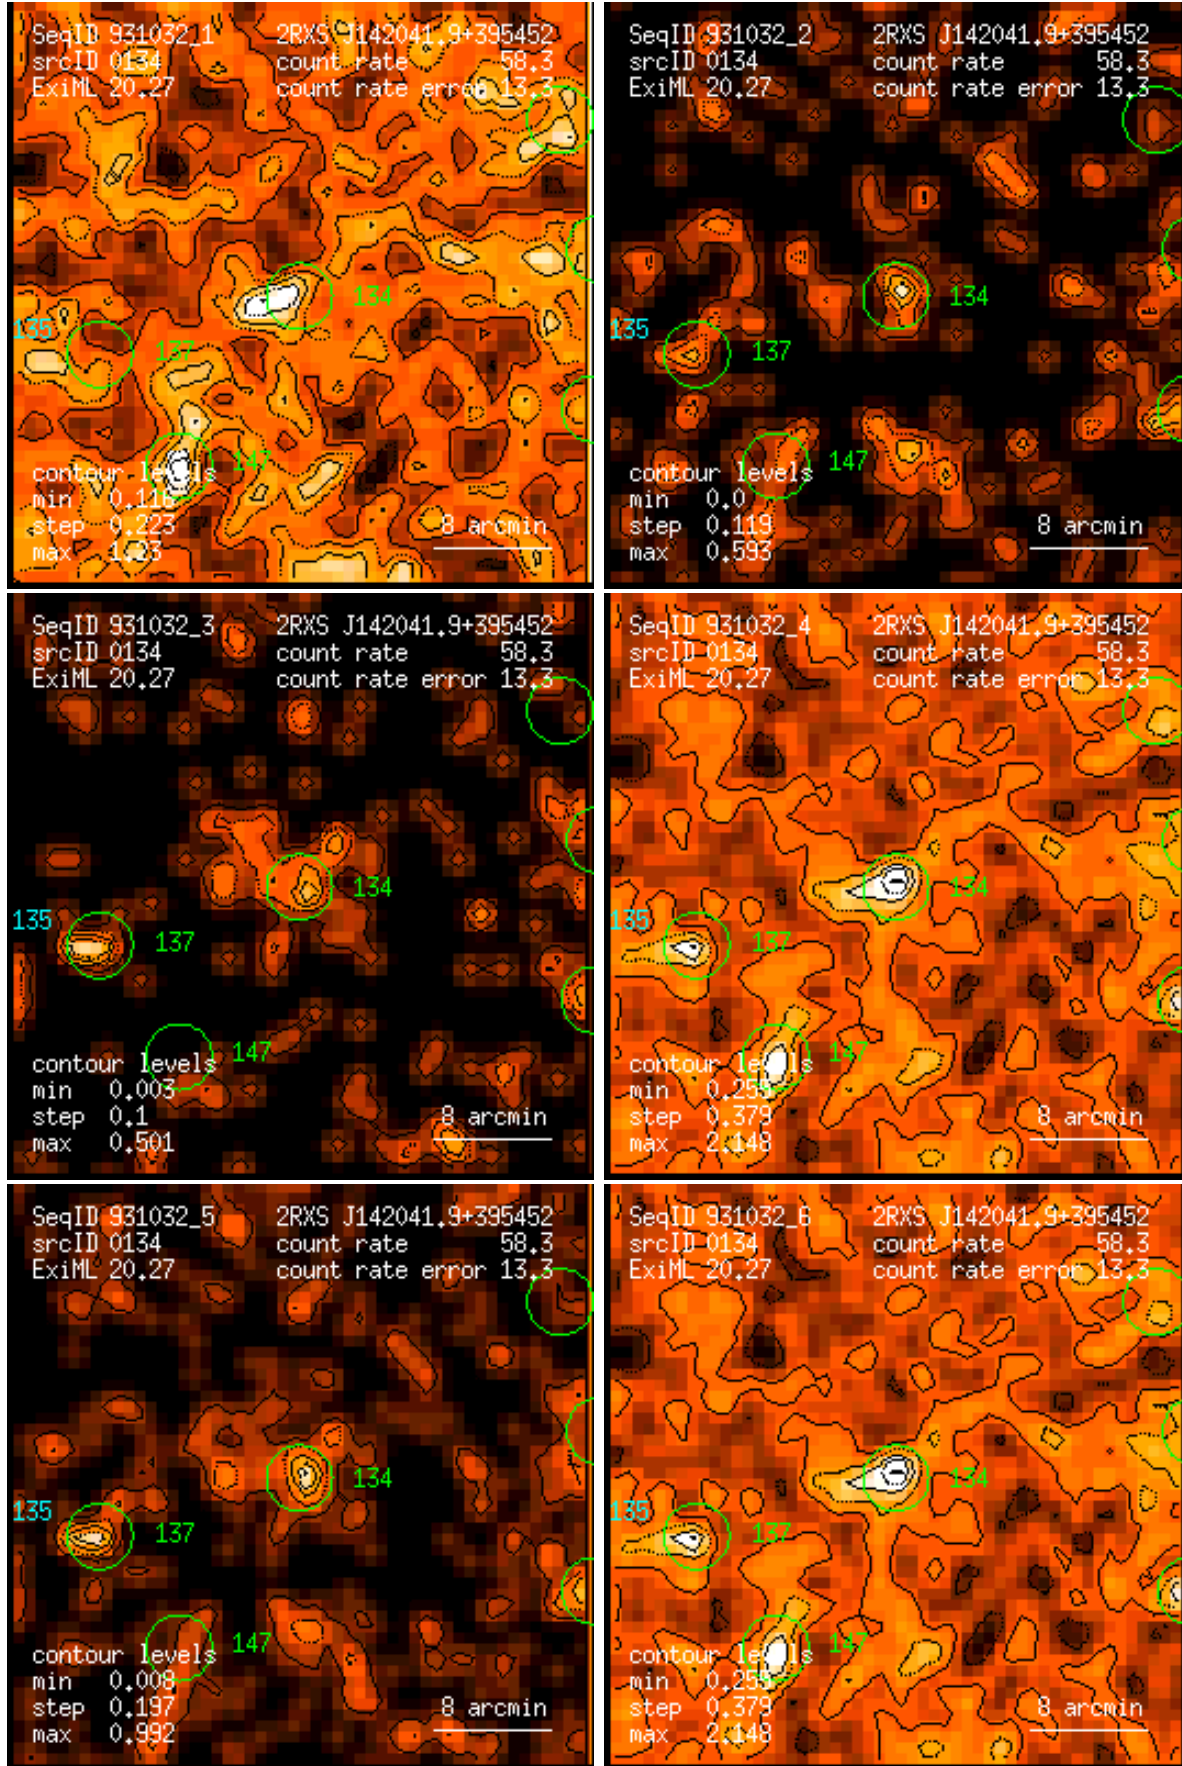 SeqID 931032_1 2RXS J142041.9+395452
srcID 0134 count rate 58.3
ExiML 20.27 count rate error 13.3
134
135
137
147
contour levels
min 0.116
step 0.223 8 arcmin
max 1.23
SeqID 931032_2 2RXS J142041.9+395452
srcID 0134 count rate 58.3
ExiML 20.27 count rate error 13.3
134
135
137
147
contour levels
min 0.0
step 0.119 8 arcmin
max 0.593
SeqID 931032_3 2RXS J142041.9+395452
srcID 0134 count rate 58.3
ExiML 20.27 count rate error 13.3
134
135
137
147
contour levels
min 0.003
step 0.1 8 arcmin
max 0.501
SeqID 931032_4 2RXS J142041.9+395452
srcID 0134 count rate 58.3
ExiML 20.27 count rate error 13.3
134
135
137
147
contour levels
min 0.255
step 0.379 8 arcmin
max 2.148
SeqID 931032_5 2RXS J142041.9+395452
srcID 0134 count rate 58.3
ExiML 20.27 count rate error 13.3
134
135
137
147
contour levels
min 0.008
step 0.197 8 arcmin
max 0.992
SeqID 931032_6 2RXS J142041.9+395452
srcID 0134 count rate 58.3
ExiML 20.27 count rate error 13.3
134
135
137
147
contour levels
min 0.255
step 0.379 8 arcmin
max 2.148